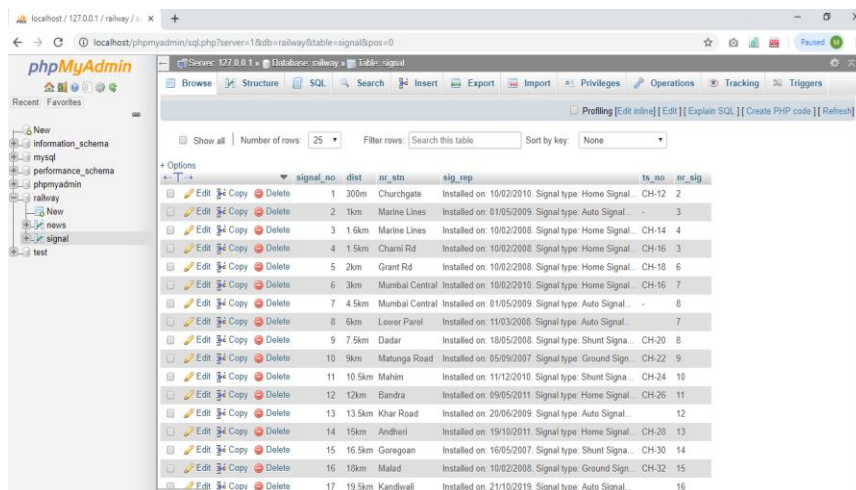 localhost / 127.0.0.1 / railway / s
localhost/phpmyadmin/sql.php?server=1&db=railway&table=signal&pos=0
Paused M
phpMyAdmin
Recent Favorites
New
information_schema
mysql
performance_schema
phpmyadmin
railway
New
news
signal
test
Server: 127.0.0.1 » Database: railway » Table: signal
Browse Structure SQL Search Insert Export Import Privileges Operations Tracking Triggers
Profiling [Edit inline] [ Edit ] [ Explain SQL ] [ Create PHP code ] [ Refresh]
Show all Number of rows: 25 Filter rows: Search this table Sort by key: None
+ Options
signal_no dist nr_stn sig_rep ts_no nr_sig
Edit Copy Delete 1 300m Churchgate Installed on: 10/02/2010. Signal type: Home Signal... CH-12 2
Edit Copy Delete 2 1km Marine Lines Installed on: 01/05/2009. Signal type: Auto Signal... - 3
Edit Copy Delete 3 1.6km Marine Lines Installed on: 10/02/2008. Signal type: Home Signal... CH-14 4
Edit Copy Delete 4 1.5km Charni Rd Installed on: 10/02/2008. Signal type: Home Signal... CH-16 3
Edit Copy Delete 5 2km Grant Rd Installed on: 10/02/2008. Signal type: Home Signal... CH-18 6
Edit Copy Delete 6 3km Mumbai Central Installed on: 10/02/2010. Signal type: Home Signal... CH-16 7
Edit Copy Delete 7 4.5km Mumbai Central Installed on: 01/05/2009. Signal type: Auto Signal... - 8
Edit Copy Delete 8 6km Lower Parel Installed on: 11/03/2008. Signal type: Auto Signal... 7
Edit Copy Delete 9 7.5km Dadar Installed on: 18/05/2008. Signal type: Shunt Signa... CH-20 8
Edit Copy Delete 10 9km Matunga Road Installed on: 05/09/2007. Signal type: Ground Sign... CH-22 9
Edit Copy Delete 11 10.5km Mahim Installed on: 11/12/2010. Signal type: Shunt Signa... CH-24 10
Edit Copy Delete 12 12km Bandra Installed on: 09/05/2011. Signal type: Home Signal... CH-26 11
Edit Copy Delete 13 13.5km Khar Road Installed on: 20/06/2009. Signal type: Auto Signal... 12
Edit Copy Delete 14 15km Andheri Installed on: 19/10/2011. Signal type: Home Signal... CH-28 13
Edit Copy Delete 15 16.5km Goregoan Installed on: 16/05/2007. Signal type: Shunt Signa... CH-30 14
Edit Copy Delete 16 18km Malad Installed on: 10/02/2008. Signal type: Ground Sign... CH-32 15
Edit Copy Delete 17 19.5km Kandiwali Installed on: 21/10/2019. Signal type: Auto Signal... 16